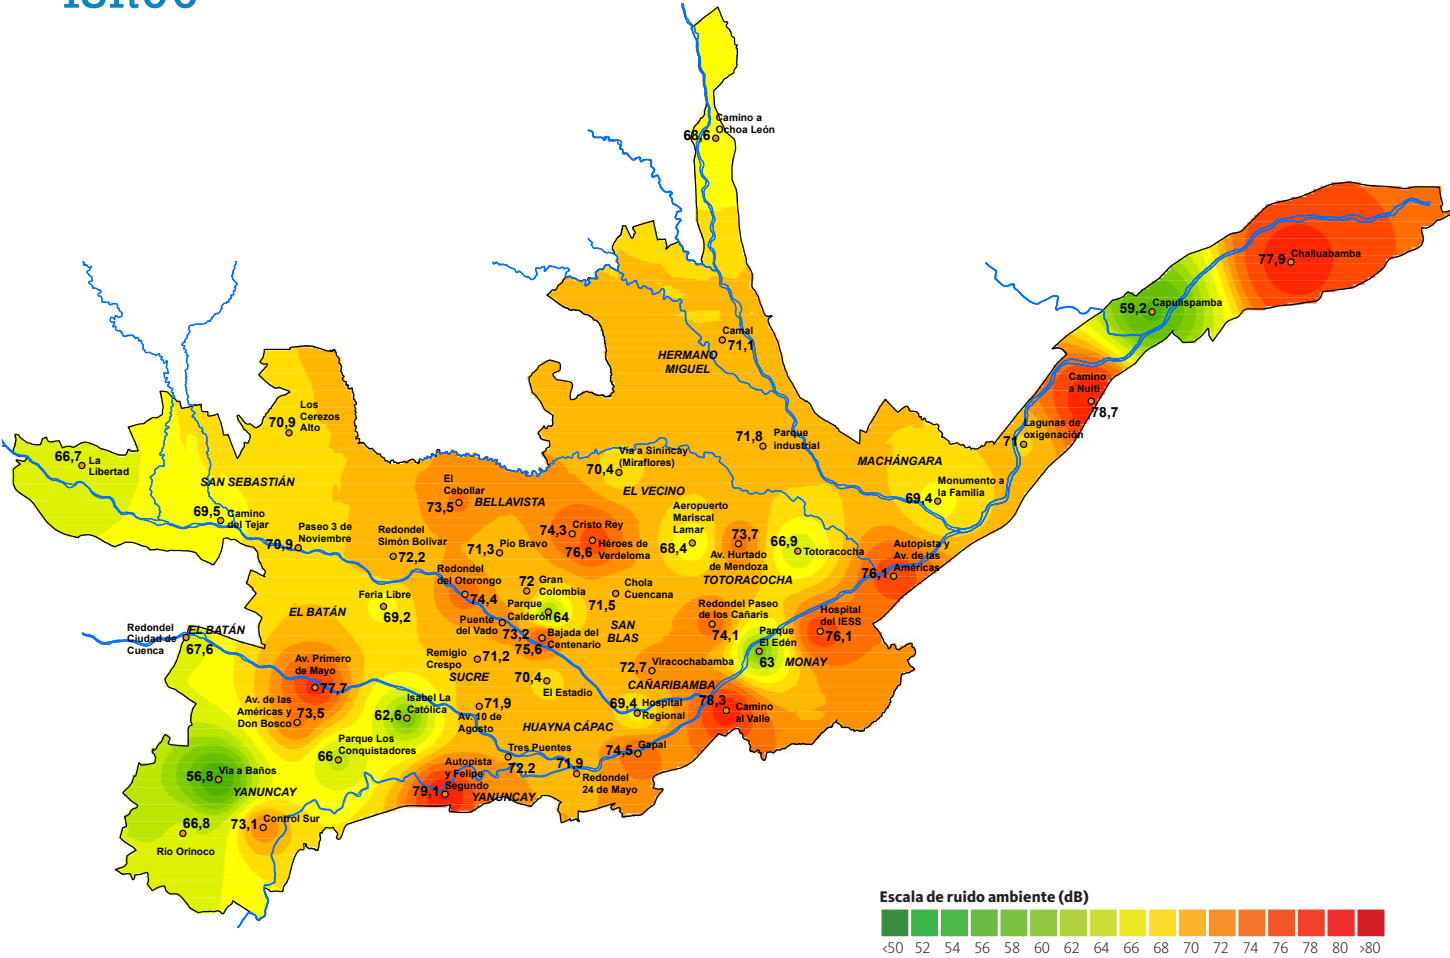 Camino a
Ochoa León
68,6
Challuabamba
77,9
Capulispamba
59,2
Camal
71,1
HERMANO
MIGUEL
Camino
a Nulti
78,7
Los
Cerezos
Alto
70,9
Lagunas de
oxigenación
71
Parque
industrial
71,8
Vía a Sinincay
(Miraflores)
70,4
MACHÁNGARA
La
Libertad
66,7
SAN SEBASTIÁN
El
Cebollar
73,5
BELLAVISTA
EL VECINO
Monumento a
la Familia
69,4
Camino
del Tejar
69,5
Aeropuerto
Mariscal
Lamar
68,4
Paseo 3 de
Noviembre
70,9
Redondel
Simón Bolívar
72,2
Cristo Rey
74,3
Héroes de
Verdeloma
76,6
Pío Bravo
71,3
73,7
Av. Hurtado
de Mendoza
66,9
Totoracocha
TOTORACOCHA
Autopista y
Av. de las
Américas
76,1
Redondel
del Otorongo
74,4
72
Gran
Colombia
Chola
Cuencana
71,5
Feria Libre
69,2
EL BATÁN
Parque
Calderón
64
Puente
del Vado
73,2
Bajada del
Centenario
75,6
SAN
BLAS
Redondel Paseo
de los Cañaris
74,1
Hospital
del IESS
76,1
Parque
El Edén
63
MONAY
Redondel
Ciudad de
Cuenca
67,6
EL BATÁN
Av. Primero
de Mayo
77,7
Remigio
Crespo
71,2
SUCRE
70,4
El Estadio
72,7
Viracochabamba
CAÑARIBAMBA
Av. de las
Américas y
Don Bosco
73,5
Isabel La
Católica
62,6
71,9
Av. 10 de
Agosto
HUAYNA CÁPAC
69,4
Hospital
Regional
78,3
Camino
al Valle
Parque Los
Conquistadores
66
Tres Puentes
72,2
71,9
Redondel
24 de Mayo
74,5
Gapal
56,8
Vía a Baños
YANUNCAY
Autopista
y Felipe
Segundo
79,1
YANUNCAY
66,8
Río Orinoco
73,1
Control Sur
Escala de ruido ambiente (dB)
<50 52 54 56 58 60 62 64 66 68 70 72 74 76 78 80 >80